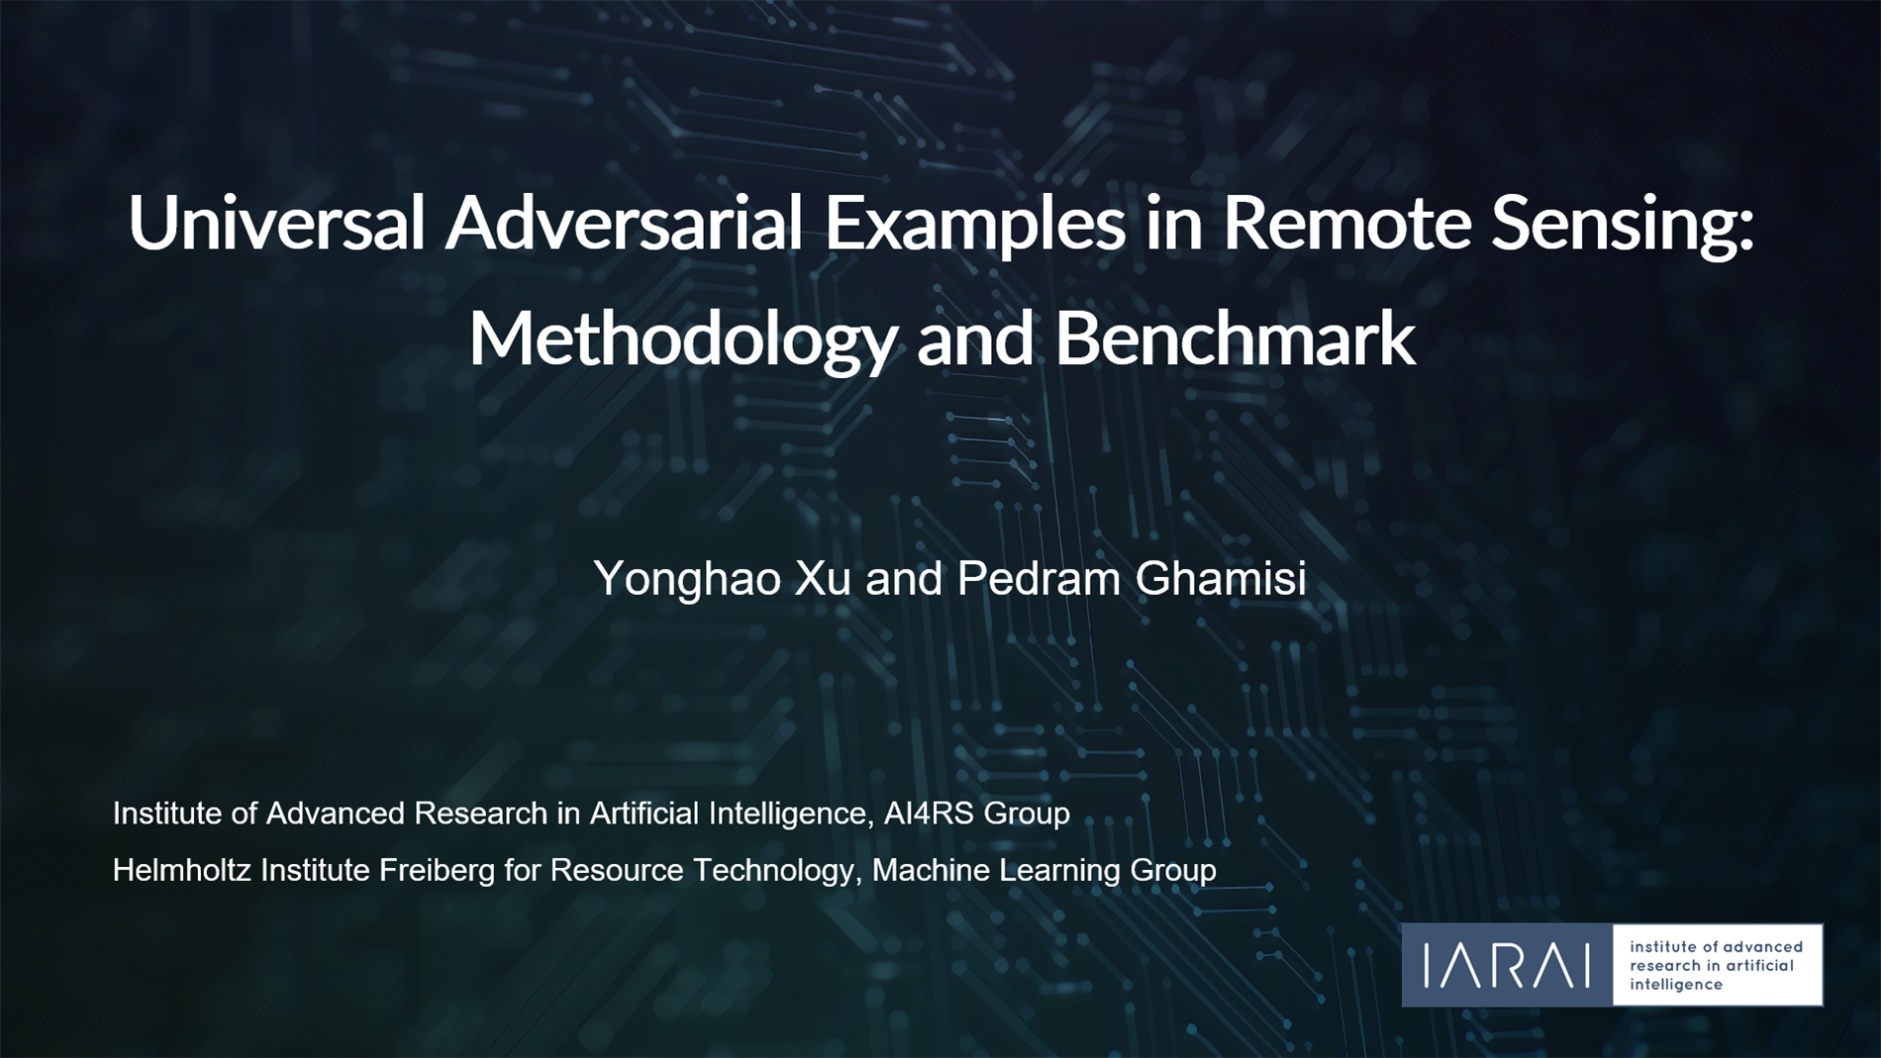 Universal Adversarial Examples in Remote Sensing:
Methodology and Benchmark
Yonghao Xu and Pedram Ghamisi
Institute of Advanced Research in Artificial Intelligence, AI4RS Group
Helmholtz Institute Freiberg for Resource Technology, Machine Learning Group
IARAI
institute of advanced
research in artificial
intelligence